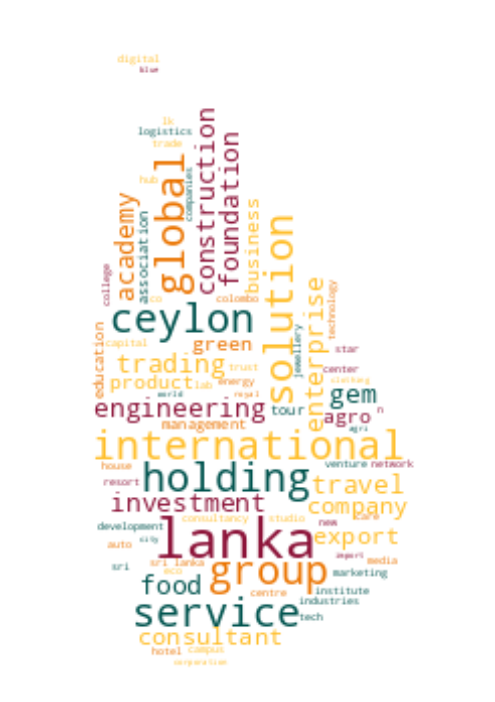 digital
blue
lk
logistics
trade
hub
companies
global
construction
foundation
academy
association
business
college
solution
co
colombo
ceylon
enterprise
technology
education
capital
green
jewellery
star
trading
trust
center
product
lab
energy
clothing
world
nepal
gem
engineering
tour
agro
n
management
agri
international
house
venture
network
resort
holding
travel
investment
company
consultancy
studio
new
care
development
lanka
export
auto
city
import
sri
sri lanka
media
eco
group
marketing
food
centre
institute
industries
service
tech
consultant
hotel
campus
corporation